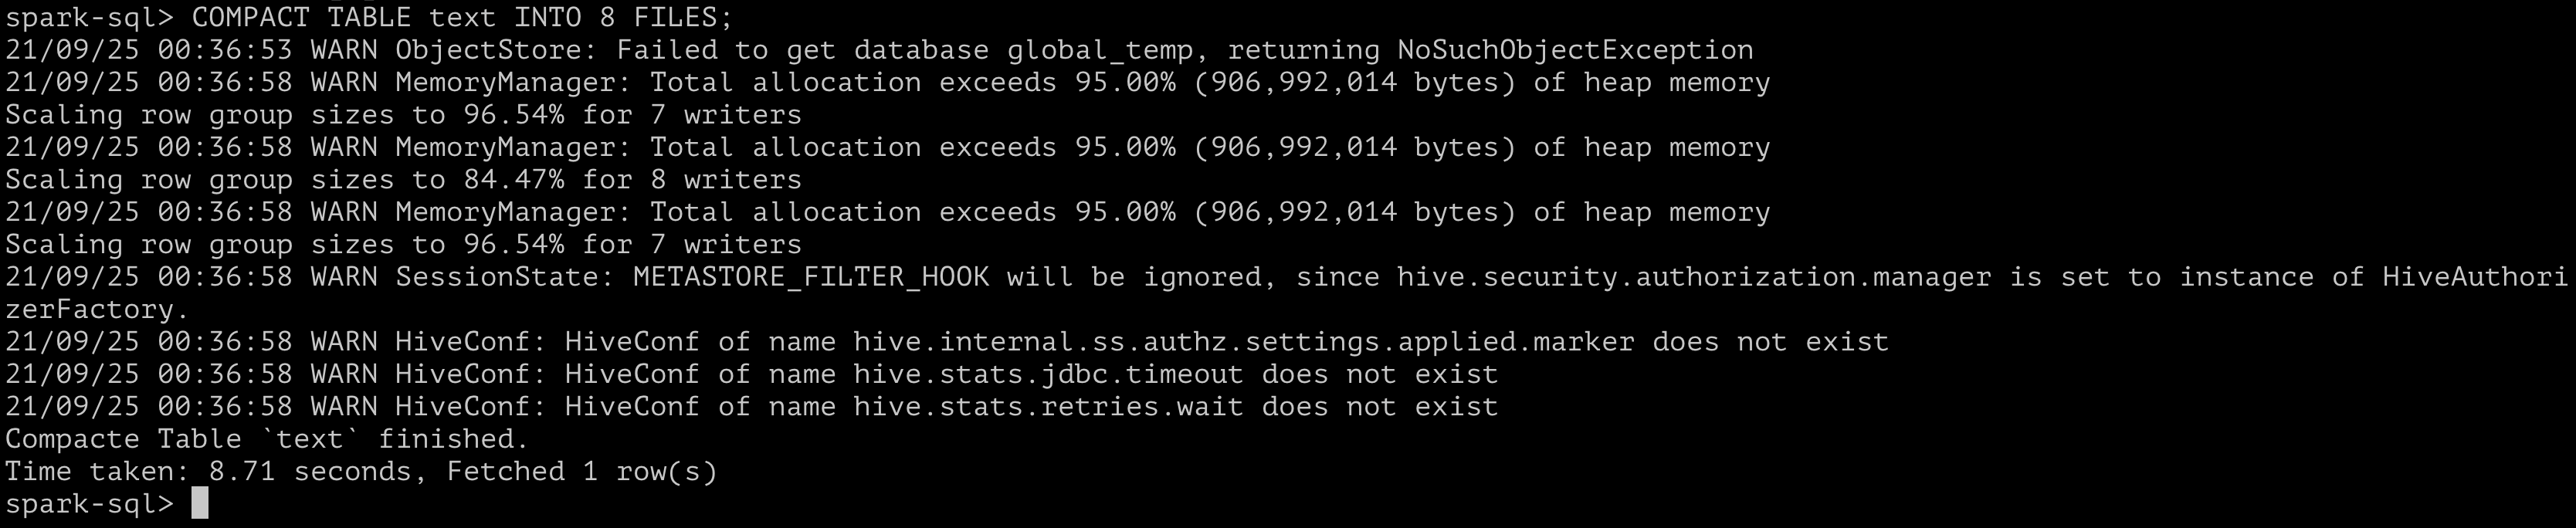 spark-sql> COMPACT TABLE text INTO 8 FILES;
21/09/25 00:36:53 WARN ObjectStore: Failed to get database global_temp, returning NoSuchObjectException
21/09/25 00:36:58 WARN MemoryManager: Total allocation exceeds 95.00% (906,992,014 bytes) of heap memory
Scaling row group sizes to 96.54% for 7 writers
21/09/25 00:36:58 WARN MemoryManager: Total allocation exceeds 95.00% (906,992,014 bytes) of heap memory
Scaling row group sizes to 84.47% for 8 writers
21/09/25 00:36:58 WARN MemoryManager: Total allocation exceeds 95.00% (906,992,014 bytes) of heap memory
Scaling row group sizes to 96.54% for 7 writers
21/09/25 00:36:58 WARN SessionState: METASTORE_FILTER_HOOK will be ignored, since hive.security.authorization.manager is set to instance of HiveAuthori
zerFactory.
21/09/25 00:36:58 WARN HiveConf: HiveConf of name hive.internal.ss.authz.settings.applied.marker does not exist
21/09/25 00:36:58 WARN HiveConf: HiveConf of name hive.stats.jdbc.timeout does not exist
21/09/25 00:36:58 WARN HiveConf: HiveConf of name hive.stats.retries.wait does not exist
Compacte Table `text` finished.
Time taken: 8.71 seconds, Fetched 1 row(s)
spark-sql>